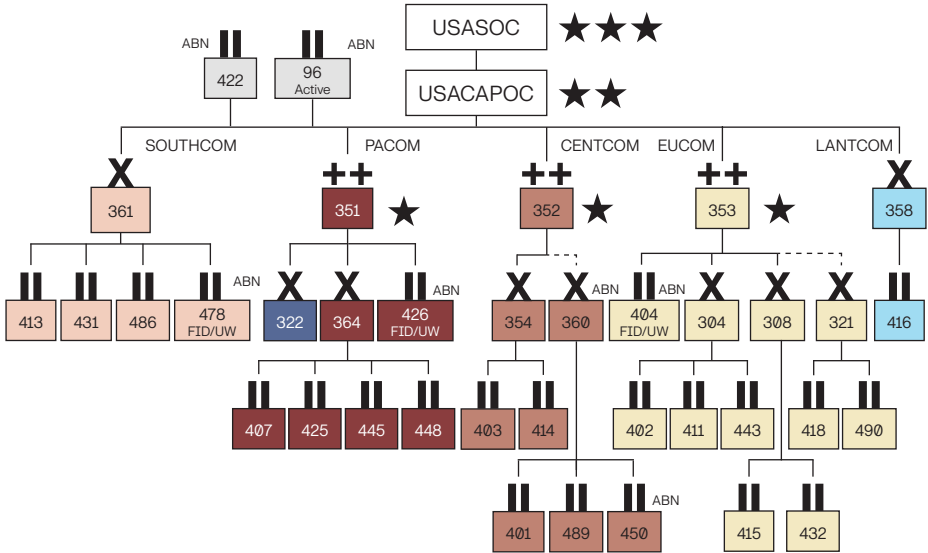 USASOC
ABN
ABN
422
96
Active
USACAPOC
SOUTHCOM
PACOM
CENTCOM
EUCOM
LANTCOM
X
++
++
++
X
361
351
352
353
358
ABN
X
X
ABN
X
X
ABN
ABN
X
X
X
413
431
486
478
FID/UW
322
364
426
FID/UW
354
360
404
FID/UW
304
308
321
416
407
425
445
448
403
414
402
411
443
418
490
ABN
401
489
450
415
432